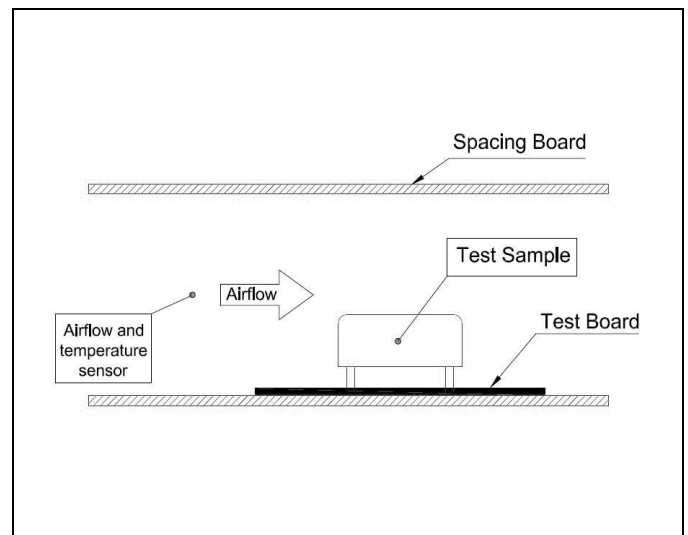 Spacing Board
Test Sample
Airflow
Test Board
Airflow and
temperature
sensor